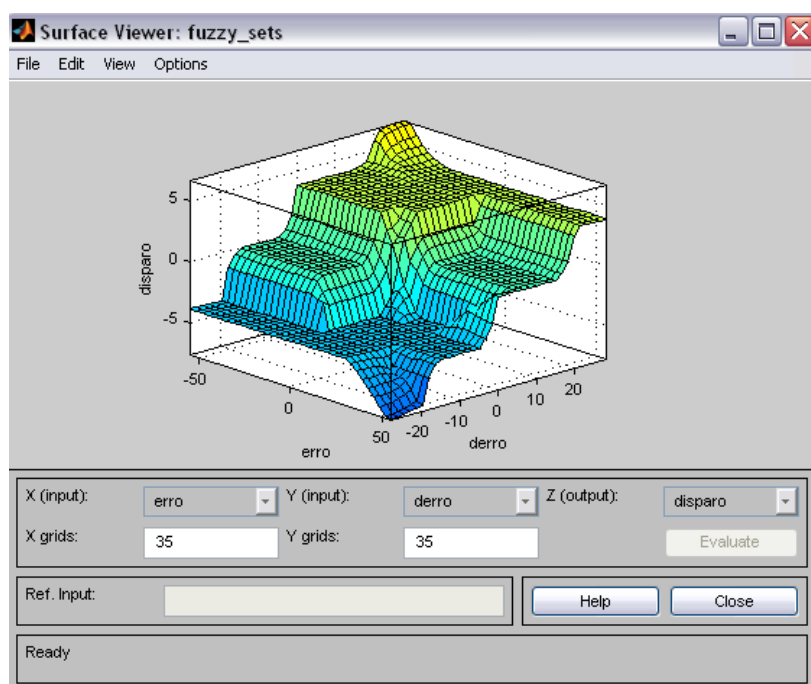 Surface Viewer: fuzzy_sets
File Edit View Options
5
0
-5
disparo
-50
0
50
erro
-20
-10
0
10
20
derro
X (input): erro Y (input): derro Z (output): disparo
X grids: 35 Y grids: 35 Evaluate
Ref. Input: Help Close
Ready